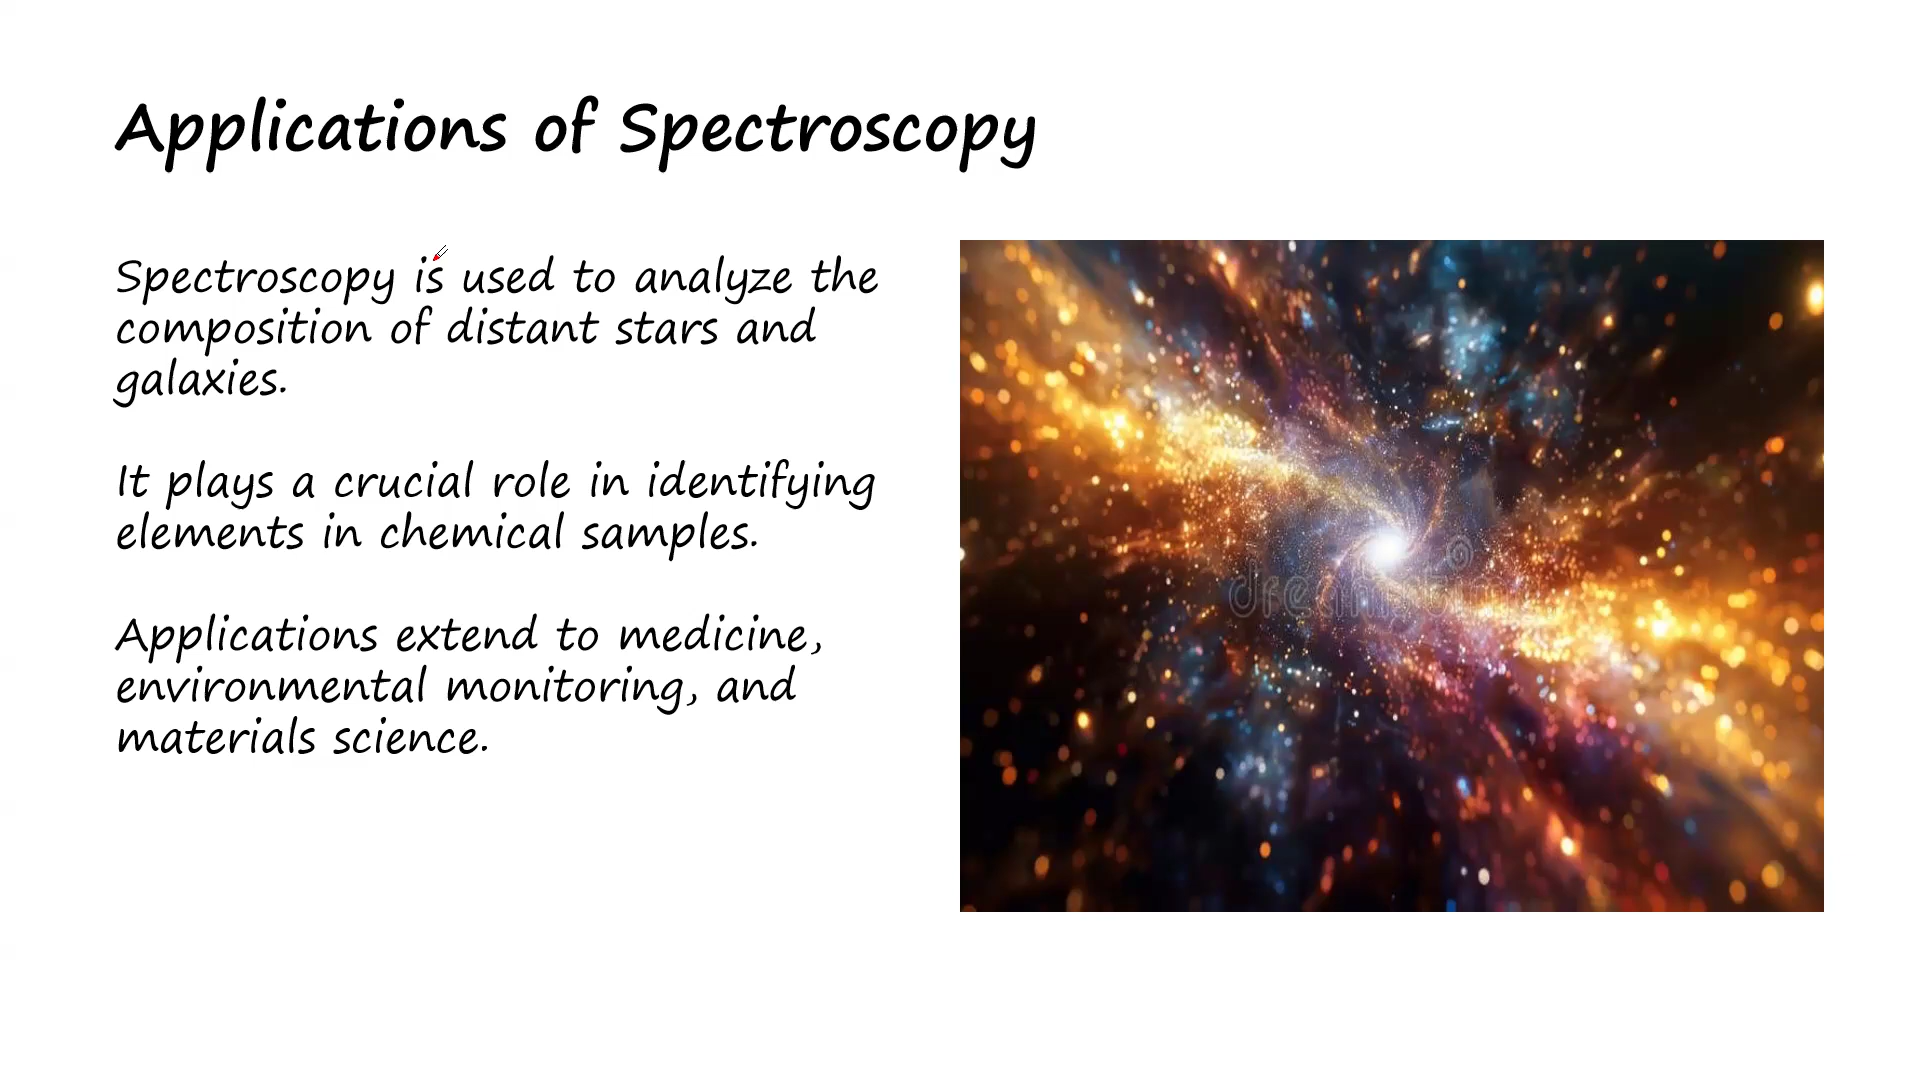 Applications of Spectroscopy
Spectroscopy is used to analyze the
composition of distant stars and
galaxies.
It plays a crucial role in identifying
elements in chemical samples.
Applications extend to medicine,
environmental monitoring, and
materials science.
dreamstime